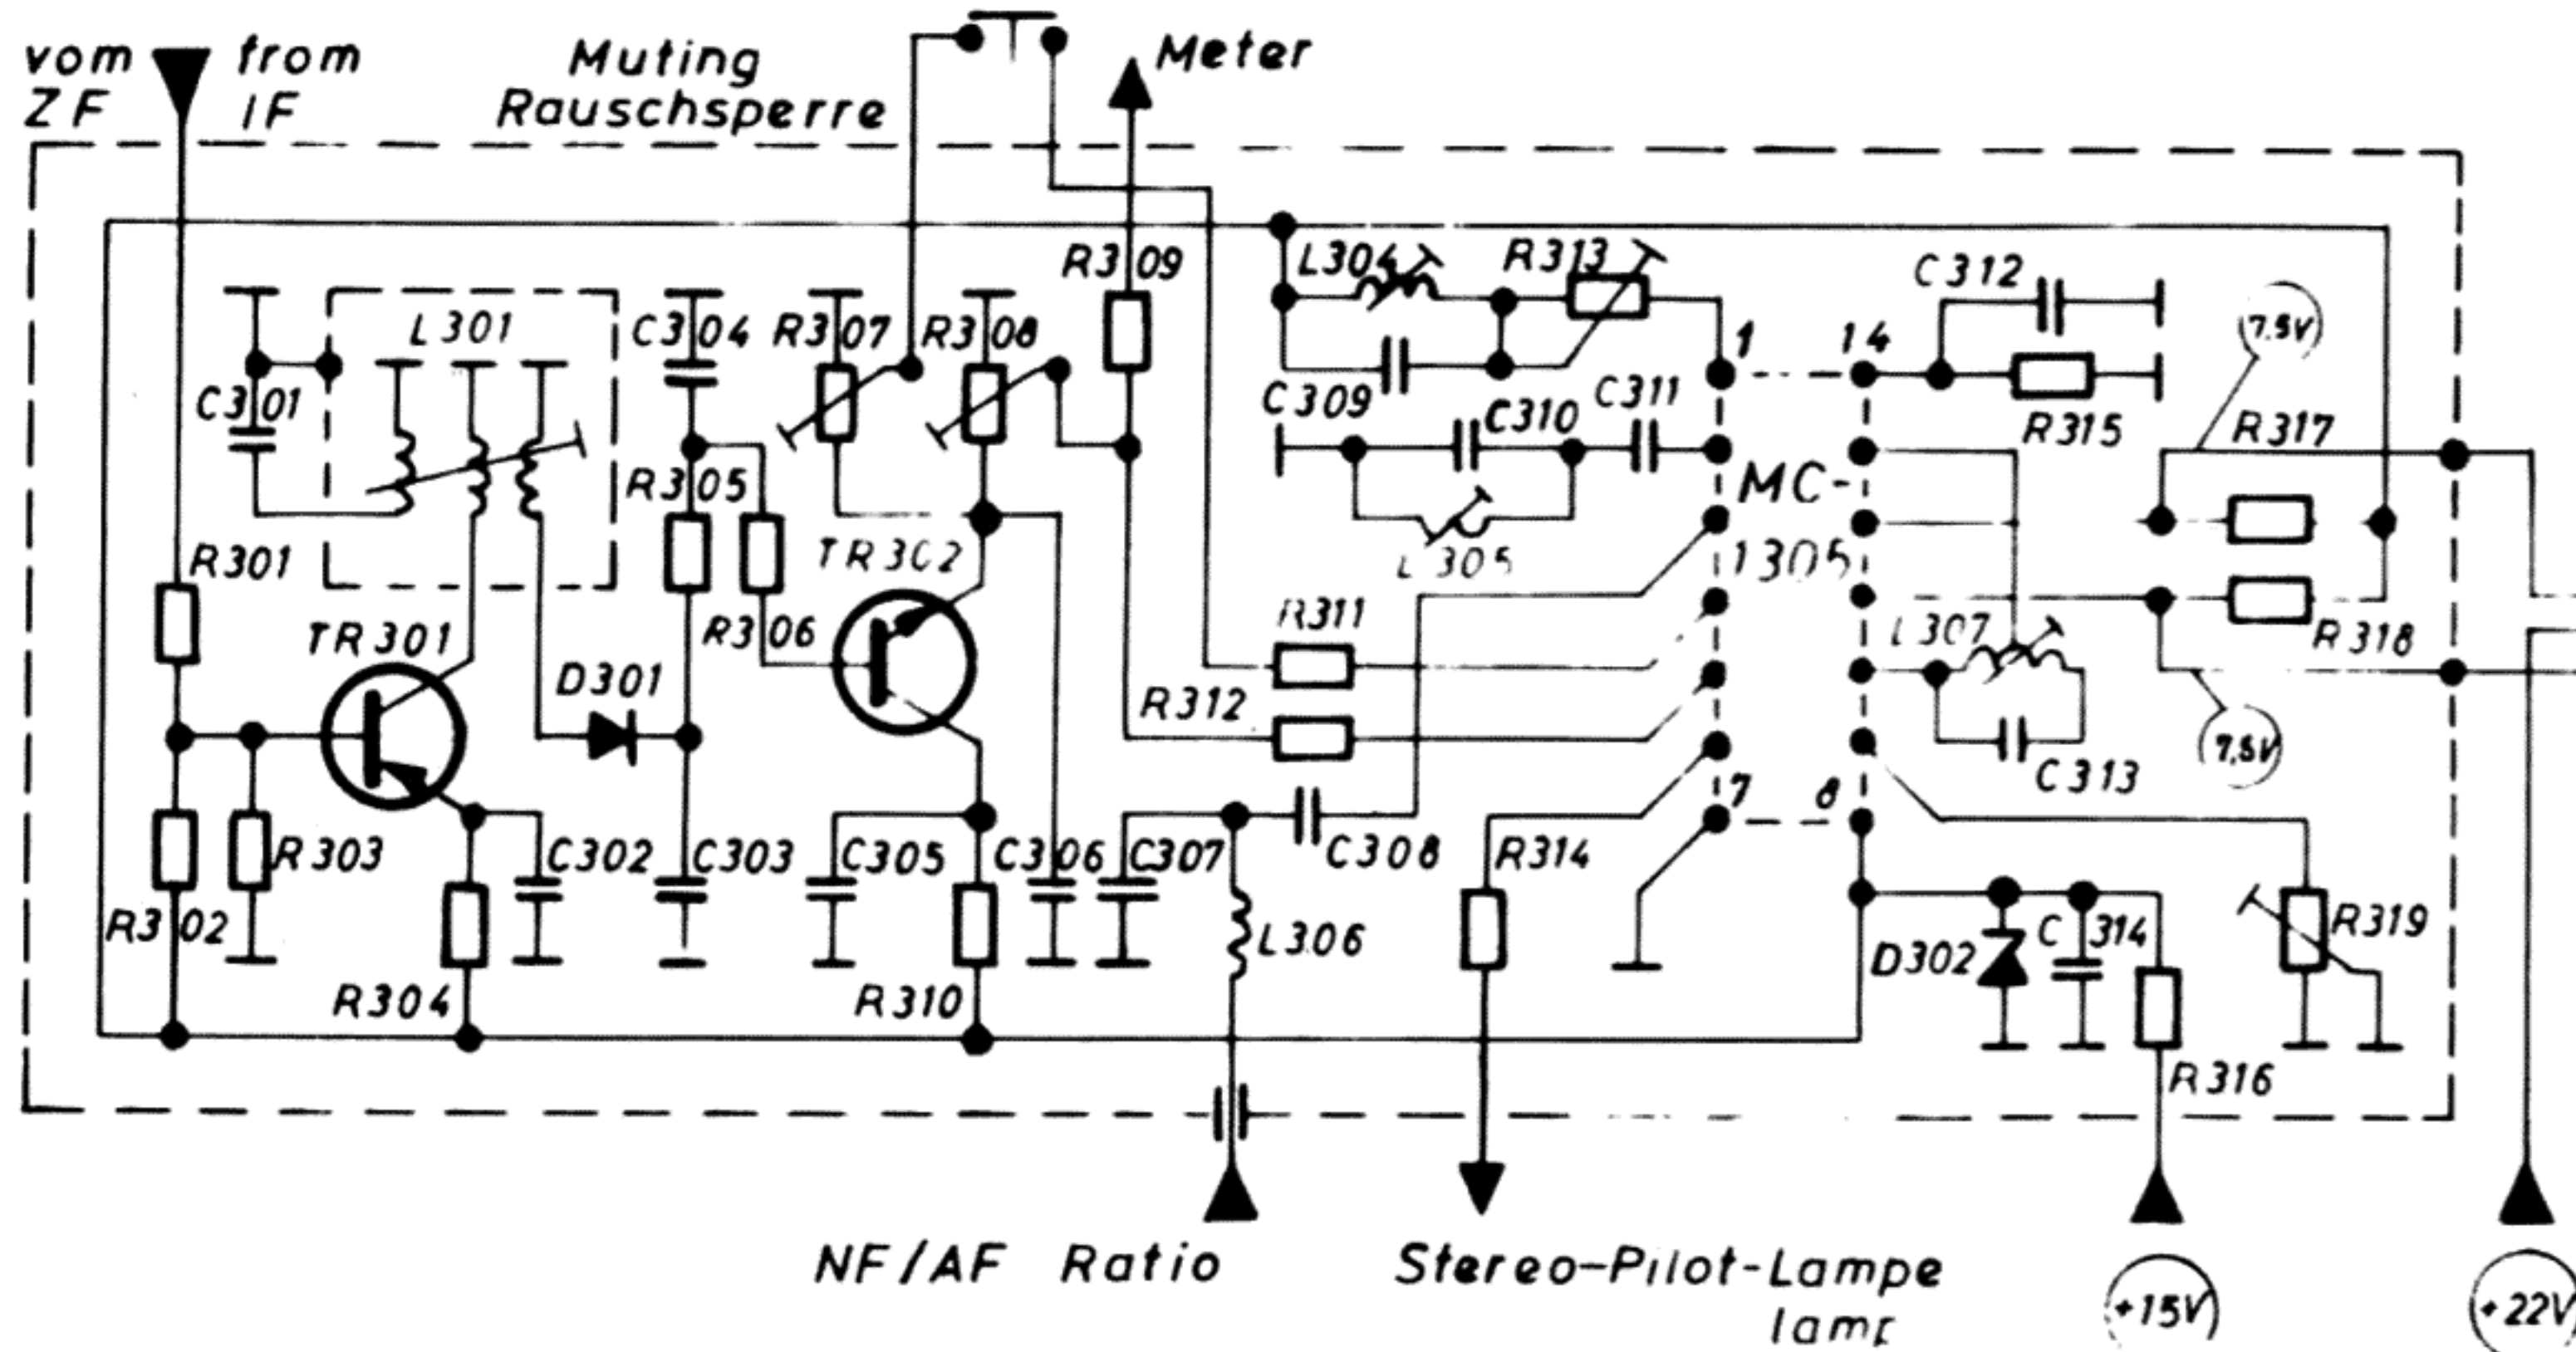 vom from
ZF IF
Muting
Rauschsperre
Meter
R309
L304 R313
C312
7.5V
L301
C304 R307 R308
1 14
C301
C309 C310 C311
R315 R317
R305
MC-
1305
R301
TR302
L305
R311
TR301
R306
L307
R318
D301
R312
7,5V
C313
7 8
R303 C302 C303 C305 C306 C307 C308 R314
R302
L306
D302 C314 R319
R304 R310
R316
NF/AF Ratio
Stereo-Pilot-Lampe
+15V +22V